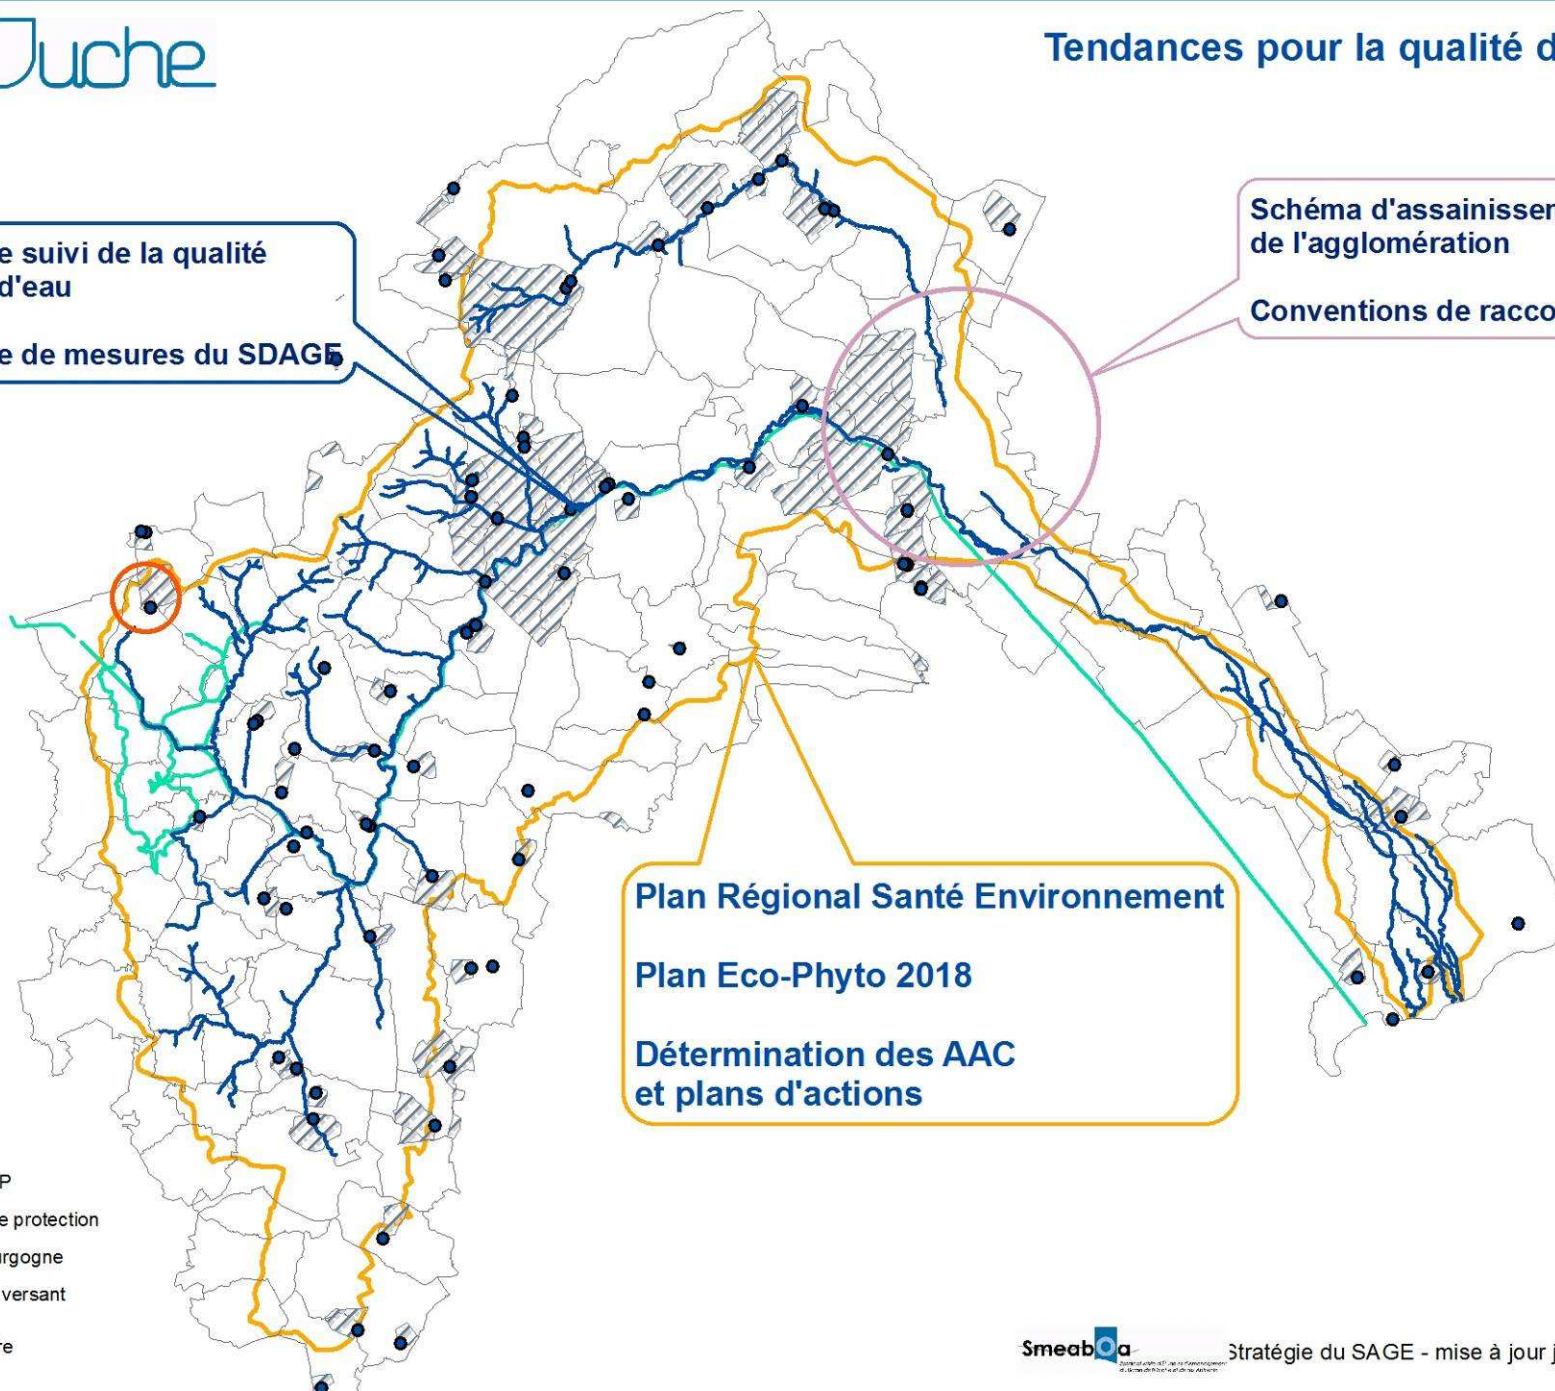 Ouche
Tendances pour la qualité d
e suivi de la qualité
d'eau
e de mesures du SDAGE
Schéma d'assainissem
de l'agglomération
Conventions de racco
Plan Régional Santé Environnement
Plan Eco-Phyto 2018
Détermination des AAC
et plans d'actions
P
e protection
urgogne
versant
re
Smeaboa
Stratégie du SAGE - mise à jour j